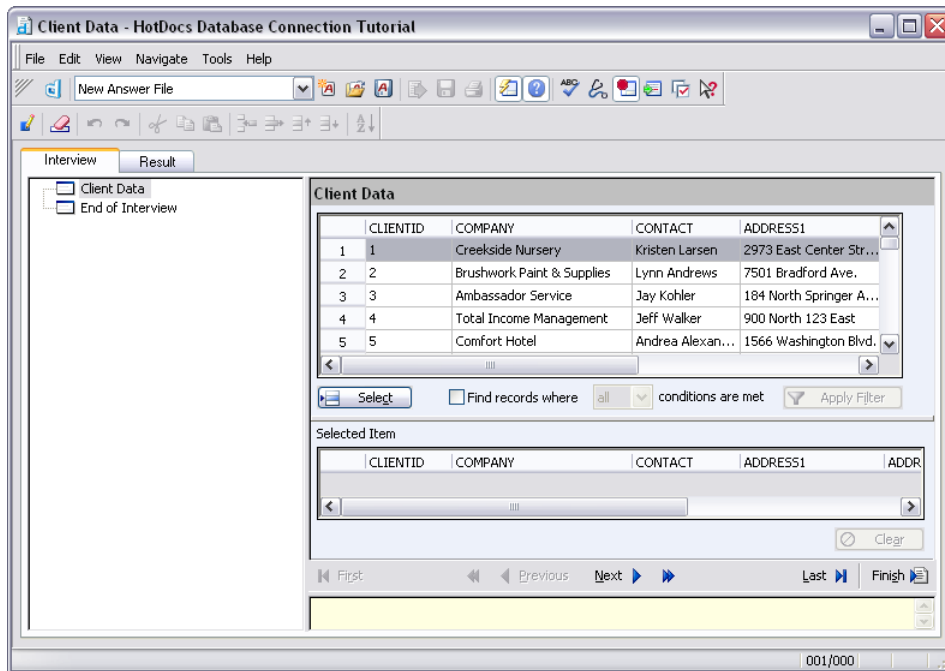 Client Data - HotDocs Database Connection Tutorial
File Edit View Navigate Tools Help
New Answer File
Interview Result
Client Data
End of Interview
Client Data
CLIENTID COMPANY CONTACT ADDRESS1
1 1 Creekside Nursery Kristen Larsen 2973 East Center Str...
2 2 Brushwork Paint & Supplies Lynn Andrews 7501 Bradford Ave.
3 3 Ambassador Service Jay Kohler 184 North Springer A...
4 4 Total Income Management Jeff Walker 900 North 123 East
5 5 Comfort Hotel Andrea Alexan... 1566 Washington Blvd.
Select Find records where all conditions are met Apply Filter
Selected Item
CLIENTID COMPANY CONTACT ADDRESS1 ADDR
Clear
First Previous Next Last Finish
001/000